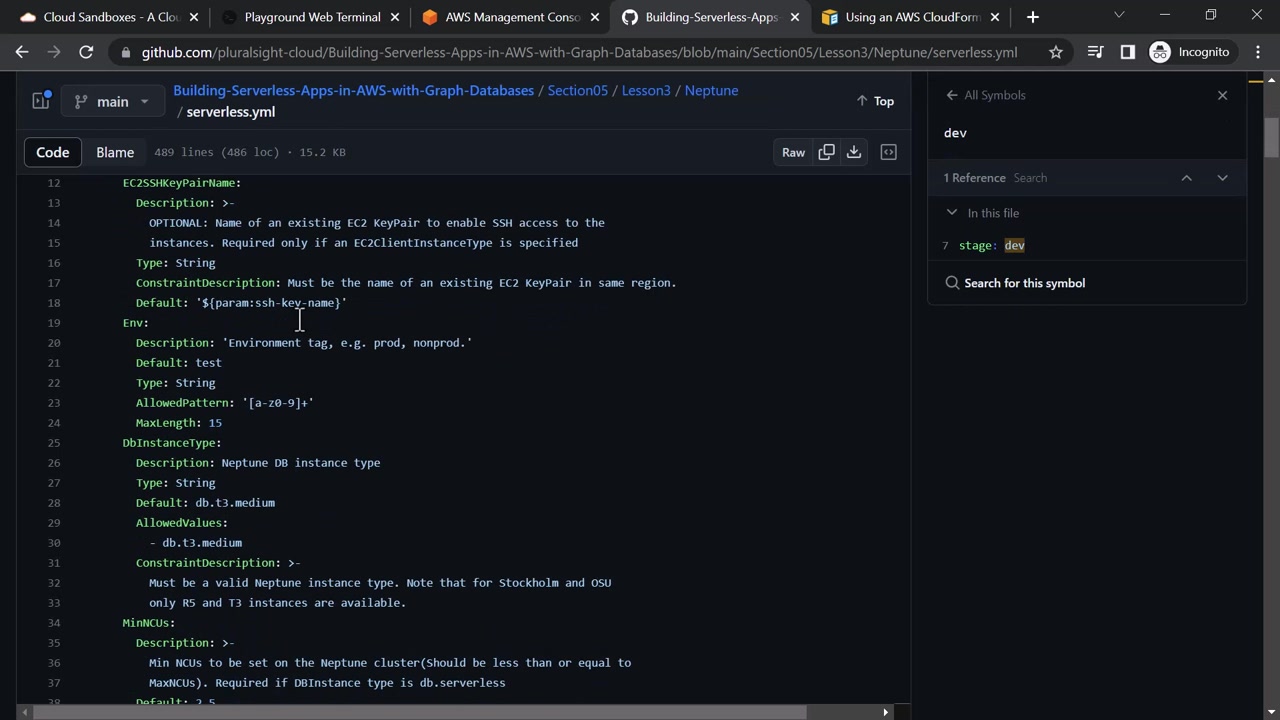 Cloud Sandboxes - A Clou
Playground Web Terminal
AWS Management Conso
Building-Serverless-Apps-
Using an AWS CloudForm
github.com/pluralsight-cloud/Building-Serverless-Apps-in-AWS-with-Graph-Databases/blob/main/Section05/Lesson3/Neptune/serverless.yml
Incognito
main
Building-Serverless-Apps-in-AWS-with-Graph-Databases / Section05 / Lesson3 / Neptune
/ serverless.yml
Top
Code
Blame
489 lines (486 loc) · 15.2 KB
Raw
12 EC2SSHKeyPairName:
13 Description: >-
14 OPTIONAL: Name of an existing EC2 KeyPair to enable SSH access to the
15 instances. Required only if an EC2ClientInstanceType is specified
16 Type: String
17 ConstraintDescription: Must be the name of an existing EC2 KeyPair in same region.
18 Default: '${param:ssh-key-name}'
19 Env:
20 Description: 'Environment tag, e.g. prod, nonprod.'
21 Default: test
22 Type: String
23 AllowedPattern: '[a-z0-9]+'
24 MaxLength: 15
25 DbInstanceType:
26 Description: Neptune DB instance type
27 Type: String
28 Default: db.t3.medium
29 AllowedValues:
30 - db.t3.medium
31 ConstraintDescription: >-
32 Must be a valid Neptune instance type. Note that for Stockholm and OSU
33 only R5 and T3 instances are available.
34 MinNCUs:
35 Description: >-
36 Min NCUs to be set on the Neptune cluster(Should be less than or equal to
37 MaxNCUs). Required if DBInstance type is db.serverless
38 Default: 2.5
All Symbols
dev
1 Reference Search
In this file
7 stage: dev
Search for this symbol